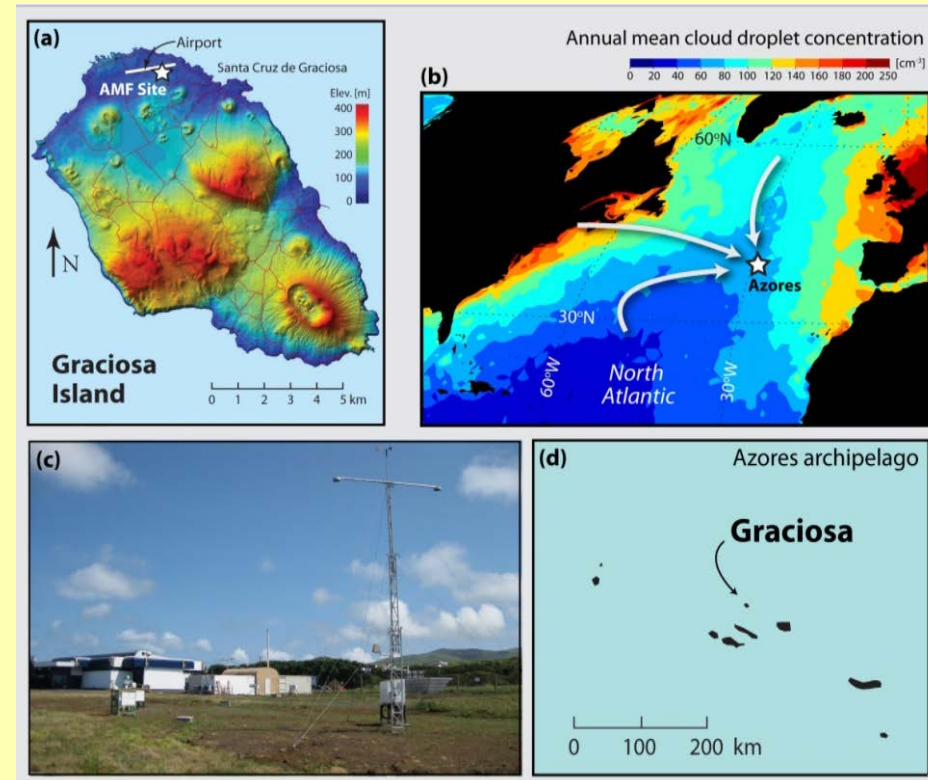 (a)
Airport
Santa Cruz de Graciosa
AMF Site
Elev. [m]
400
300
200
100
0
N
Graciosa
Island
0 1 2 3 4 5 km
Annual mean cloud droplet concentration
[cm⁻³]
0 20 40 60 80 100 120 140 160 180 200 250
(b)
60°N
Azores
30°N
60°W
North
Atlantic
30°W
(c)
(d)
Azores archipelago
Graciosa
0 100 200 km